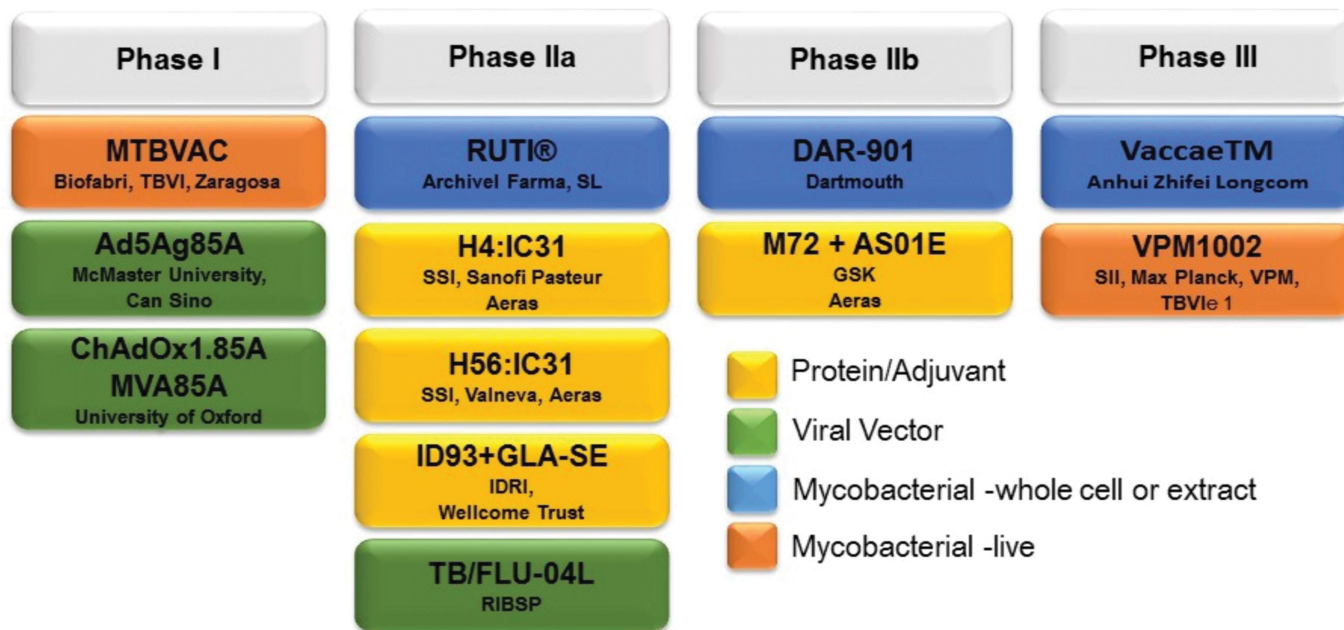 Phase I
MTBVAC
Biofabri, TBVI, Zaragosa
Ad5Ag85A
McMaster University,
Can Sino
ChAdOx1.85A
MVA85A
University of Oxford
Phase IIa
RUTI®
Archivel Farma, SL
H4:IC31
SSI, Sanofi Pasteur
Aeras
H56:IC31
SSI, Valneva, Aeras
ID93+GLA-SE
IDRI,
Wellcome Trust
TB/FLU-04L
RIBSP
Phase IIb
DAR-901
Dartmouth
M72 + AS01E
GSK
Aeras
Phase III
VaccaeTM
Anhui Zhifei Longcom
VPM1002
SII, Max Planck, VPM,
TBVIe 1
Protein/Adjuvant
Viral Vector
Mycobacterial -whole cell or extract
Mycobacterial -live